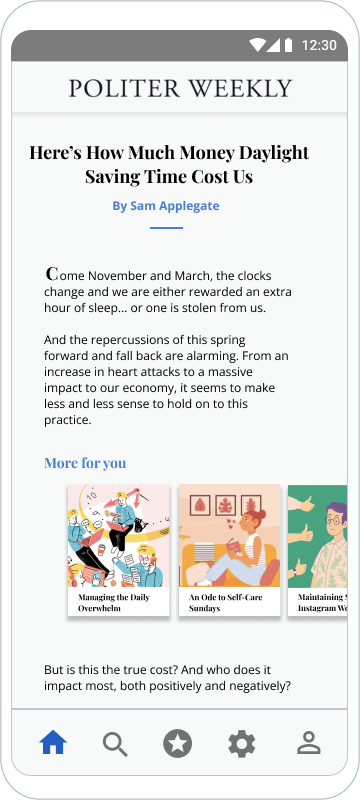 12:30
POLITER WEEKLY
Here’s How Much Money Daylight
Saving Time Cost Us
By Sam Applegate
Come November and March, the clocks
change and we are either rewarded an extra
hour of sleep... or one is stolen from us.
And the repercussions of this spring
forward and fall back are alarming. From an
increase in heart attacks to a massive
impact to our economy, it seems to make
less and less sense to hold on to this
practice.
More for you
Managing the Daily
Overwhelm
An Ode to Self-Care
Sundays
Maintaining
Instagram
But is this the true cost? And who does it
impact most, both positively and negatively?